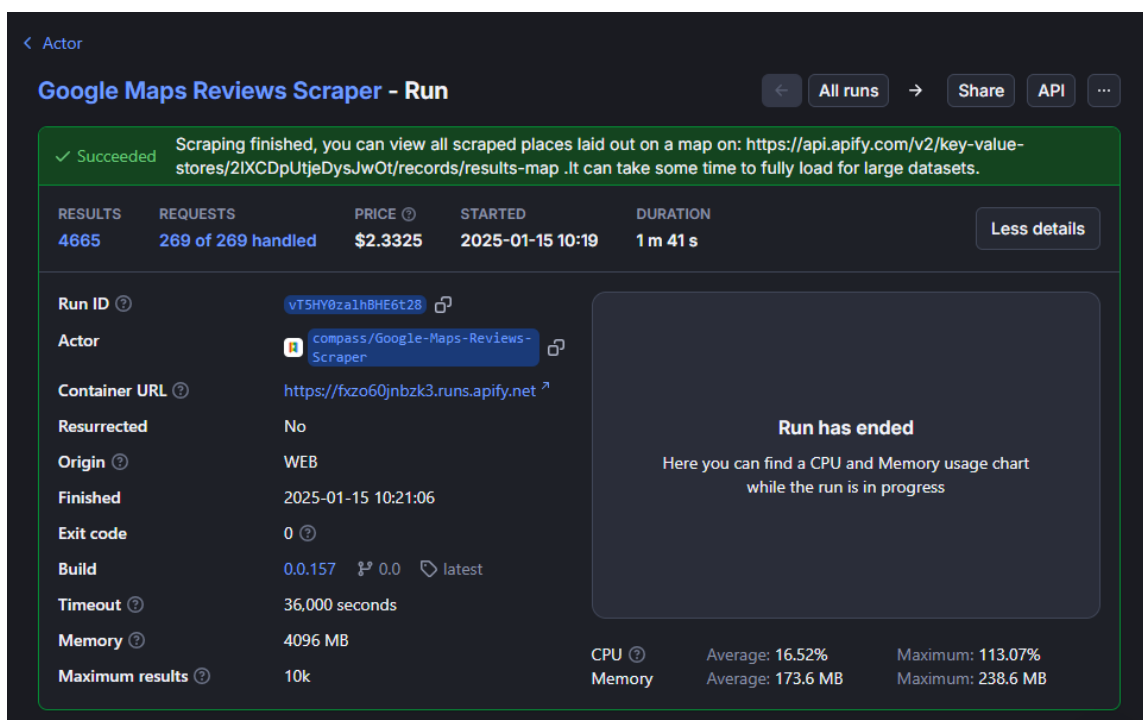 Actor
Google Maps Reviews Scraper - Run
All runs
Share
API
Succeeded
Scraping finished, you can view all scraped places laid out on a map on: https://api.apify.com/v2/key-value-
stores/2IXCDpUtjeDysJwOt/records/results-map .It can take some time to fully load for large datasets.
RESULTS REQUESTS PRICE STARTED DURATION
4665 269 of 269 handled $2.3325 2025-01-15 10:19 1 m 41 s
Less details
Run ID vT5HY0za1hBHE6t28
Actor compass/Google-Maps-Reviews-
Scraper
Container URL https://fxzo60jnbzk3.runs.apify.net
Resurrected No
Origin WEB
Finished 2025-01-15 10:21:06
Exit code 0
Build 0.0.157 0.0 latest
Timeout 36,000 seconds
Memory 4096 MB
Maximum results 10k
Run has ended
Here you can find a CPU and Memory usage chart
while the run is in progress
CPU Average: 16.52% Maximum: 113.07%
Memory Average: 173.6 MB Maximum: 238.6 MB